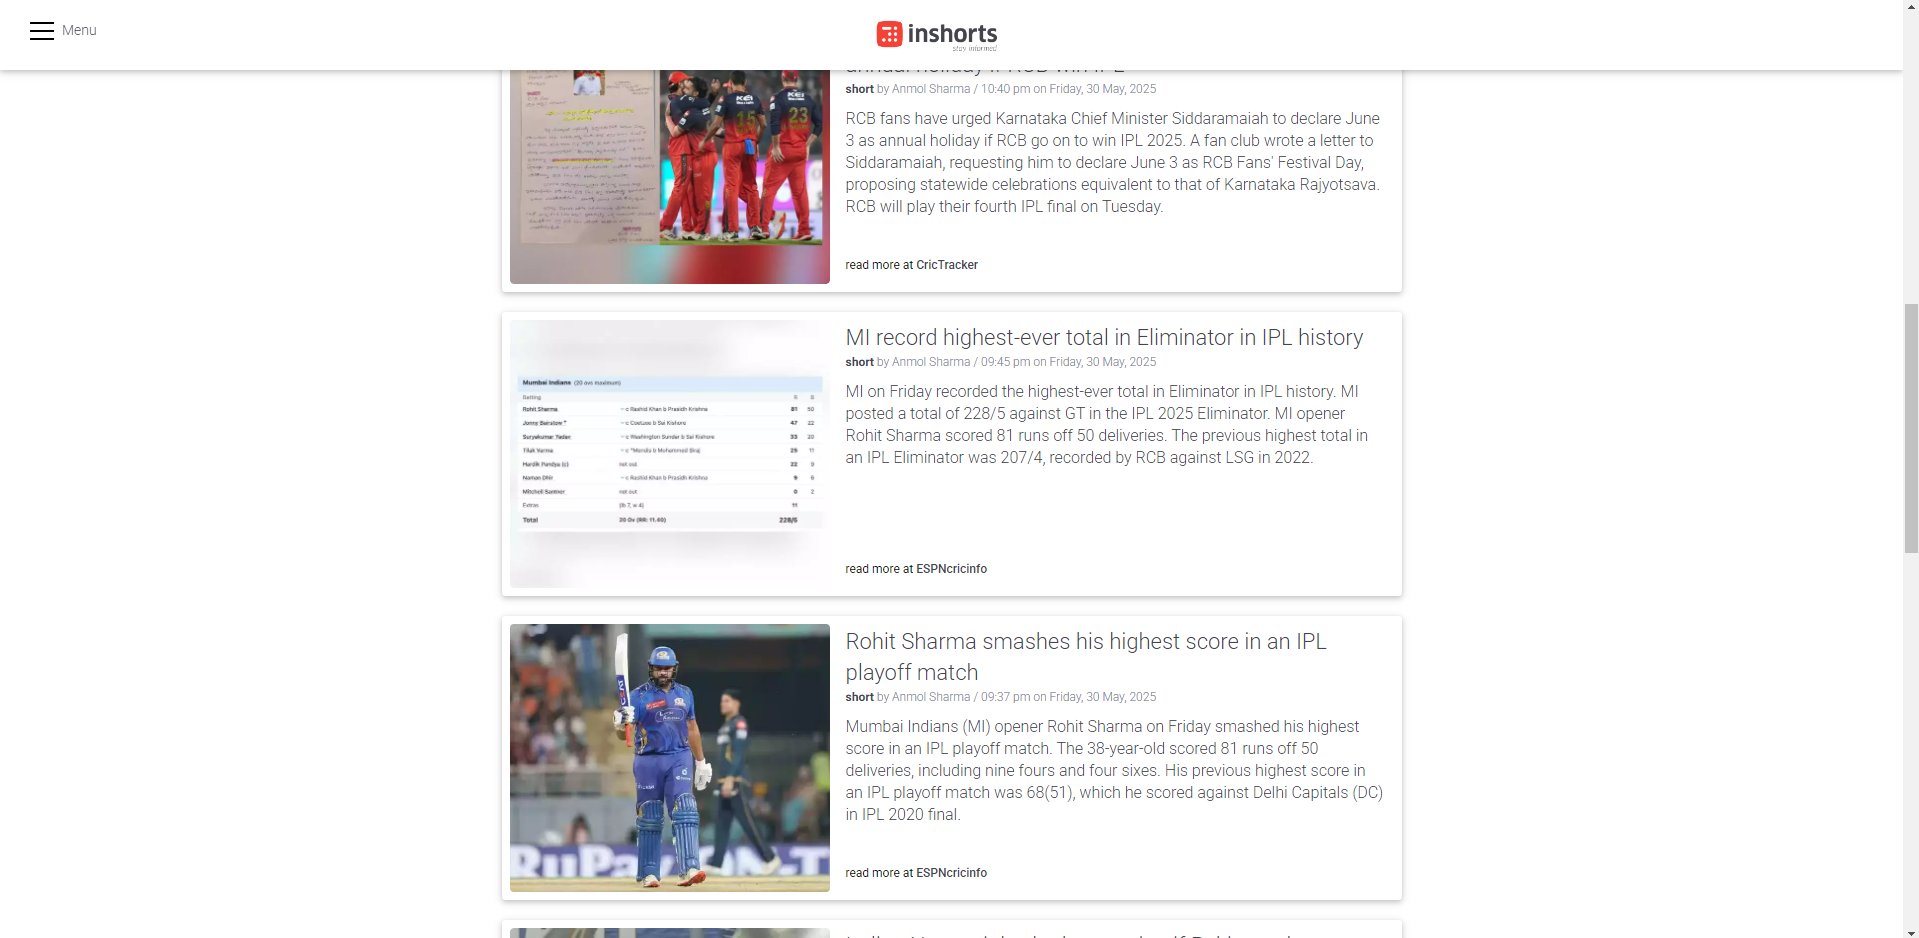 Menu
inshorts
stay informed
short by Anmol Sharma / 10:40 pm on Friday, 30 May, 2025
RCB fans have urged Karnataka Chief Minister Siddaramaiah to declare June
3 as annual holiday if RCB go on to win IPL 2025. A fan club wrote a letter to
Siddaramaiah, requesting him to declare June 3 as RCB Fans' Festival Day,
proposing statewide celebrations equivalent to that of Karnataka Rajyotsava.
RCB will play their fourth IPL final on Tuesday.
read more at CricTracker
KEI
15
KEI
23
MI record highest-ever total in Eliminator in IPL history
short by Anmol Sharma / 09:45 pm on Friday, 30 May, 2025
MI on Friday recorded the highest-ever total in Eliminator in IPL history. MI
posted a total of 228/5 against GT in the IPL 2025 Eliminator. MI opener
Rohit Sharma scored 81 runs off 50 deliveries. The previous highest total in
an IPL Eliminator was 207/4, recorded by RCB against LSG in 2022.
read more at ESPNcricinfo
Mumbai Indians (20 ovs maximum)
Batting R B
Rohit Sharma c Rashid Khan b Prasidh Krishna 81 50
Jonny Bairstow c Coetzee b Sai Kishore 47 22
Suryakumar Yadav c Washington Sundar b Sai Kishore 33 20
Tilak Varma b Mohammed Siraj 25 11
Hardik Pandya (c) not out 22 9
Naman Dhir c Rashid Khan b Prasidh Krishna 9 6
Mitchell Santner not out 0 2
Extras 11
Total 20 Ov (RR: 11.40) 228/5
Rohit Sharma smashes his highest score in an IPL
playoff match
short by Anmol Sharma / 09:37 pm on Friday, 30 May, 2025
Mumbai Indians (MI) opener Rohit Sharma on Friday smashed his highest
score in an IPL playoff match. The 38-year-old scored 81 runs off 50
deliveries, including nine fours and four sixes. His previous highest score in
an IPL playoff match was 68(51), which he scored against Delhi Capitals (DC)
in IPL 2020 final.
read more at ESPNcricinfo
CEAT
RuPay